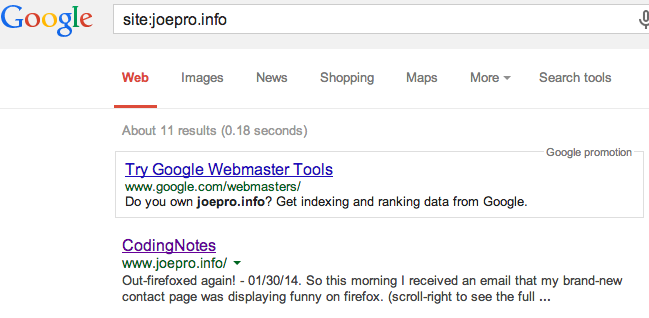 Google site:joepro.info
Web Images News Shopping Maps More Search tools
About 11 results (0.18 seconds)
Google promotion
Try Google Webmaster Tools
www.google.com/webmasters/
Do you own joepro.info? Get indexing and ranking data from Google.
CodingNotes
www.joepro.info/
Out-firefoxed again! - 01/30/14. So this morning I received an email that my brand-new
contact page was displaying funny on firefox. (scroll-right to see the full ...